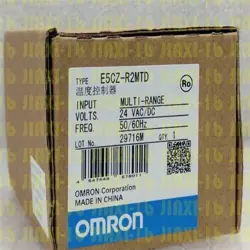 TYPE E5CZ-R2MTD
温度控制器
Ro
INPUT MULTI-RANGE
VOLTS. 24 VAC/DC
FREQ. 50/60Hz
LOT No. 29716M QTY 1
OMRON Corporation
MADE IN CHINA
OMRON